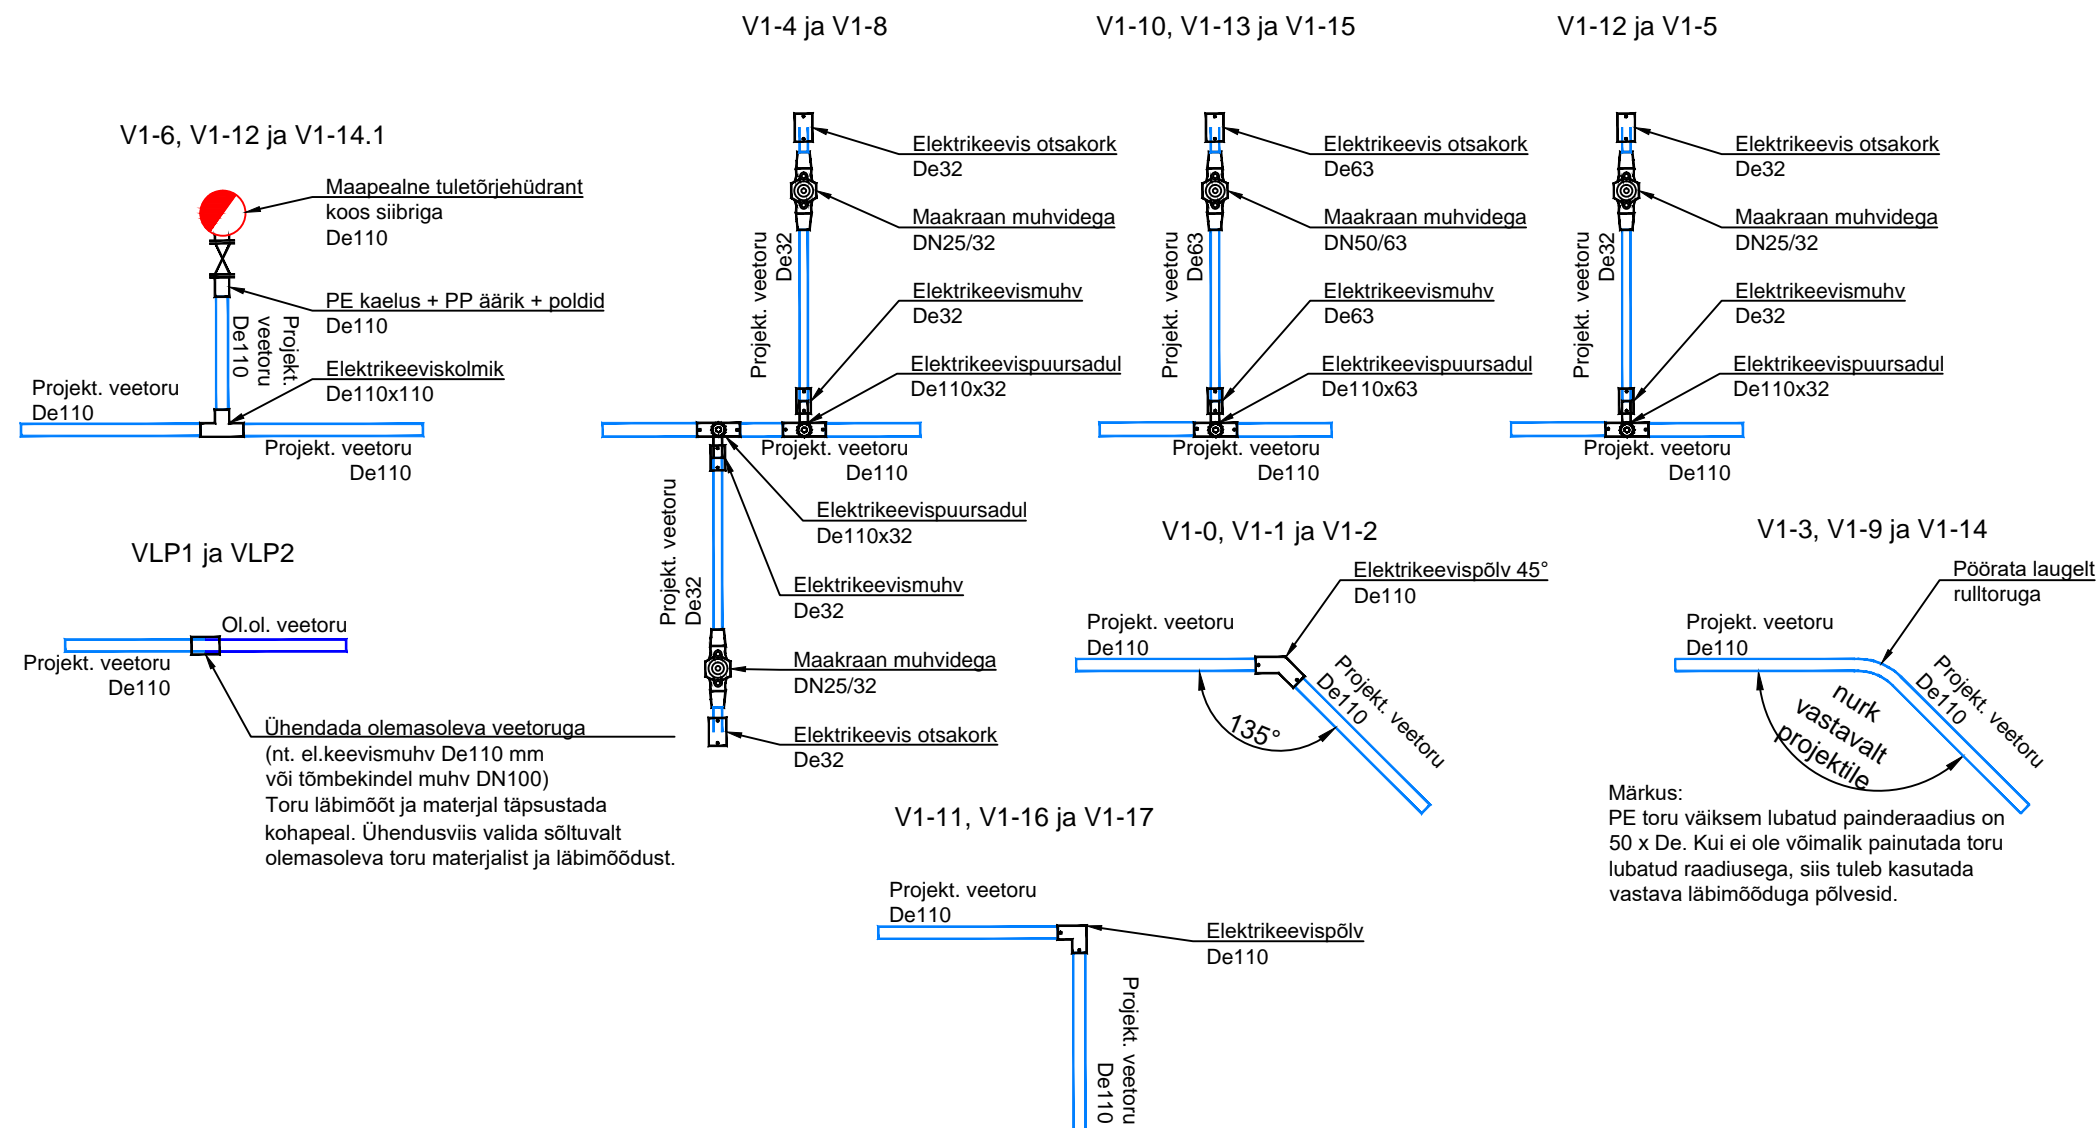 V1-4 ja V1-8
V1-10, V1-13 ja V1-15
V1-12 ja V1-5
V1-6, V1-12 ja V1-14.1
Maapealne tuletõrjehüdrant
koos siibriga
De110
PE kaelus + PP äärik + poldid
De110
Projekt.
veetoru
De110
Elektrikeeviskolmik
De110x110
Projekt. veetoru
De110
Projekt. veetoru
De110
Elektrikeevis otsakork
De32
Maakraan muhvidega
DN25/32
Projekt. veetoru
De32
Elektrikeevismuhv
De32
Elektrikeevispuursadul
De110x32
Projekt. veetoru
De110
Elektrikeevispuursadul
De110x32
Projekt. veetoru
De32
Elektrikeevismuhv
De32
Maakraan muhvidega
DN25/32
Elektrikeevis otsakork
De32
Elektrikeevis otsakork
De63
Maakraan muhvidega
DN50/63
Projekt. veetoru
De63
Elektrikeevismuhv
De63
Elektrikeevispuursadul
De110x63
Projekt. veetoru
De110
Elektrikeevis otsakork
De32
Maakraan muhvidega
DN25/32
Projekt. veetoru
De32
Elektrikeevismuhv
De32
Elektrikeevispuursadul
De110x32
Projekt. veetoru
De110
VLP1 ja VLP2
Ol.ol. veetoru
Projekt. veetoru
De110
Ühendada olemasoleva veetoruga
(nt. el.keevismuhv De110 mm
või tõmbekindel muhv DN100)
Toru läbimõõt ja materjal täpsustada
kohapeal. Ühendusviis valida sõltuvalt
olemasoleva toru materjalist ja läbimõõdust.
V1-0, V1-1 ja V1-2
Elektrikeevispõlv 45°
De110
Projekt. veetoru
De110
Projekt. veetoru
De110
135°
V1-3, V1-9 ja V1-14
Pöörata laugelt
rulltoruga
Projekt. veetoru
De110
Projekt. veetoru
De110
nurk
vastavalt
projektile
Märkus:
PE toru väiksem lubatud painderaadius on
50 x De. Kui ei ole võimalik painutada toru
lubatud raadiusega, siis tuleb kasutada
vastava läbimõõduga põlvesid.
V1-11, V1-16 ja V1-17
Projekt. veetoru
De110
Elektrikeevispõlv
De110
Projekt. veetoru
De110